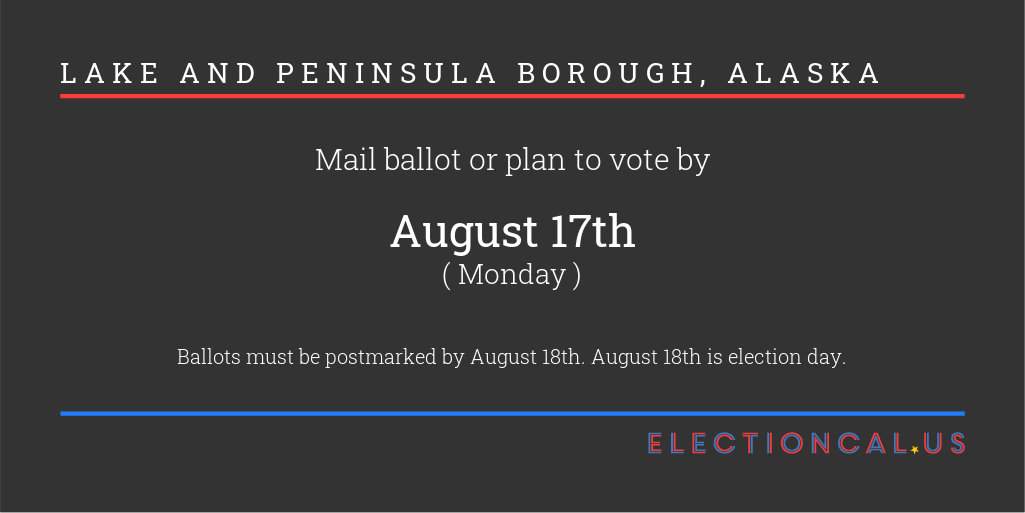 LAKE AND PENINSULA BOROUGH, ALASKA
Mail ballot or plan to vote by
August 17th
( Monday )
Ballots must be postmarked by August 18th. August 18th is election day.
ELECTIONCAL.US